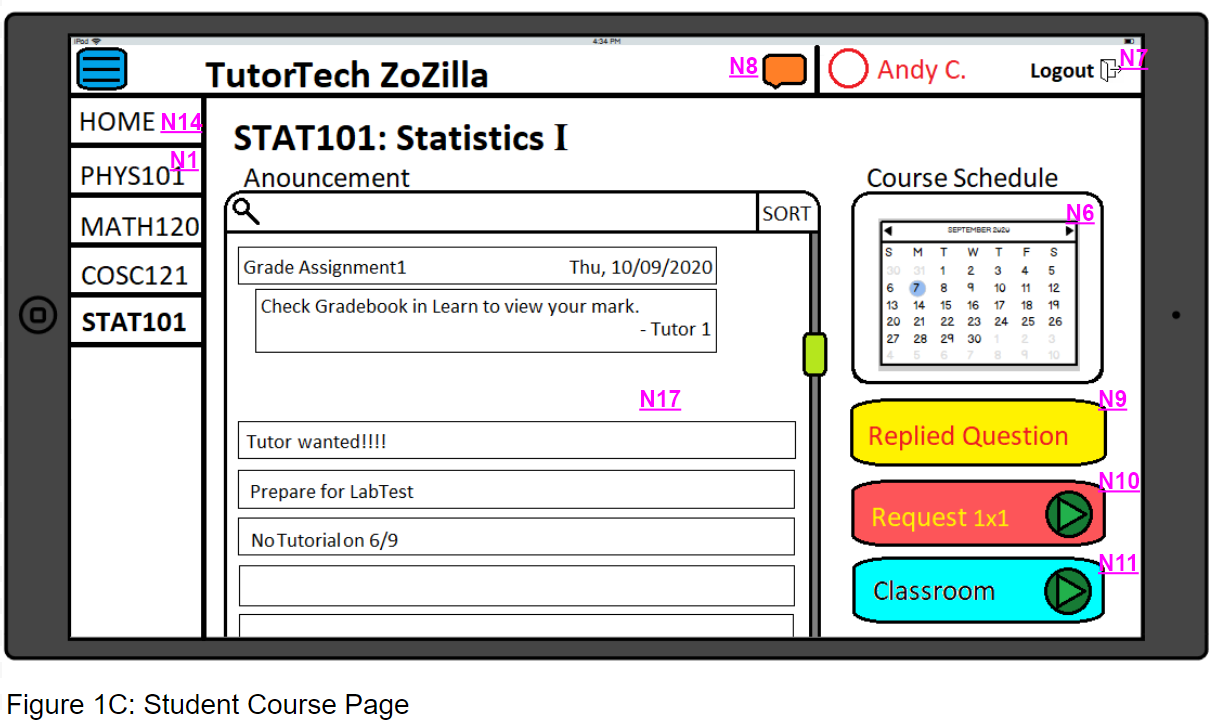 iPod 4:34 PM
TutorTech ZoZilla N8 Andy C. Logout N7
HOME N14
PHYS101 N1
MATH120
COSC121
STAT101
STAT101: Statistics I
Anouncement
SORT
Grade Assignment1 Thu, 10/09/2020
Check Gradebook in Learn to view your mark.
- Tutor 1
N17
Tutor wanted!!!!
Prepare for LabTest
No Tutorial on 6/9
Course Schedule
N6
SEPTEMBER 2020
S M T W T F S
30 31 1 2 3 4 5
6 7 8 9 10 11 12
13 14 15 16 17 18 19
20 21 22 23 24 25 26
27 28 29 30 1 2 3
4 5 6 7 8 9 10
N9
Replied Question
N10
Request 1x1
N11
Classroom
Figure 1C: Student Course Page